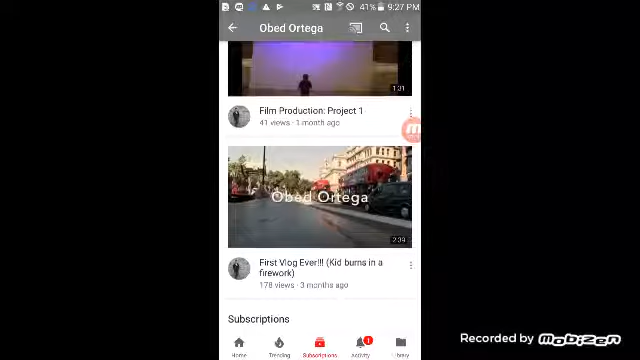 41% 9:27 PM
Obed Ortega
1:31
Film Production: Project 1
41 views · 1 month ago
Obed Ortega
2:39
First Vlog Ever!!! (Kid burns in a
firework)
178 views · 3 months ago
Subscriptions
1
Home Trending Subscriptions Activity Library
Recorded by Mobizen